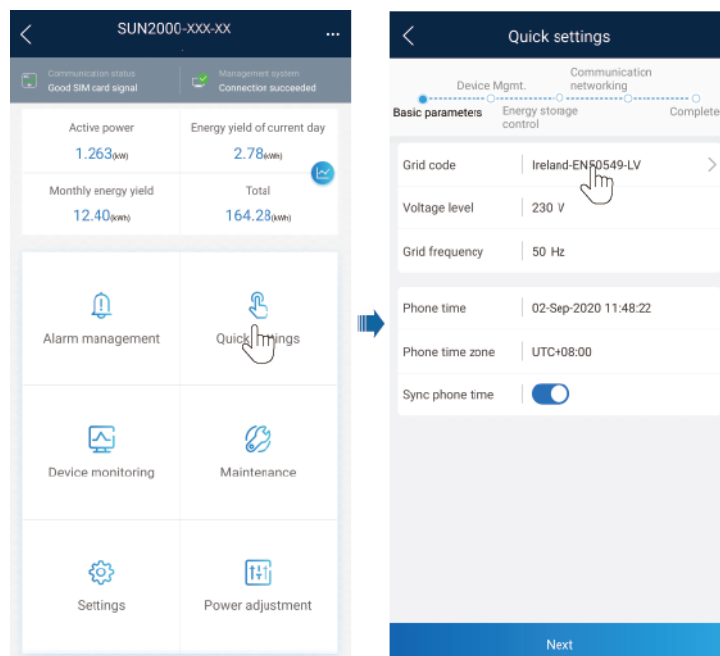 SUN2000-XXX-XX
...
Communication status
Good SIM card signal
Management system
Connection succeeded
Active power
1.263(kW)
Energy yield of current day
2.78(kWh)
Monthly energy yield
12.40(kWh)
Total
164.28(kWh)
Alarm management
Quick settings
Device monitoring
Maintenance
Settings
Power adjustment
Quick settings
Basic parameters
Device Mgmt.
Energy storage
control
Communication
networking
Complete
Grid code
Ireland-EN50549-LV
Voltage level
230 V
Grid frequency
50 Hz
Phone time
02-Sep-2020 11:48:22
Phone time zone
UTC+08:00
Sync phone time
Next